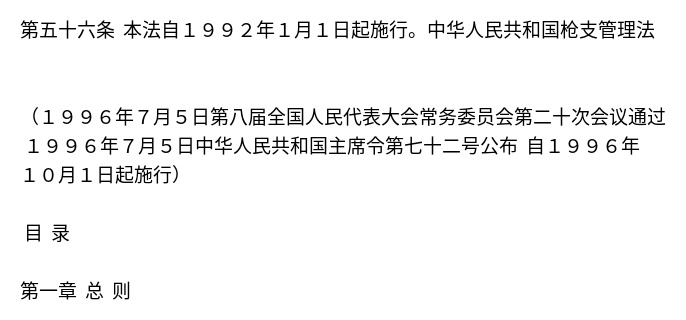 第五十六条 本法自１９９２年１月１日起施行。中华人民共和国枪支管理法
（１９９６年７月５日第八届全国人民代表大会常务委员会第二十次会议通过
１９９６年７月５日中华人民共和国主席令第七十二号公布 自１９９６年
１０月１日起施行）
目 录
第一章 总 则